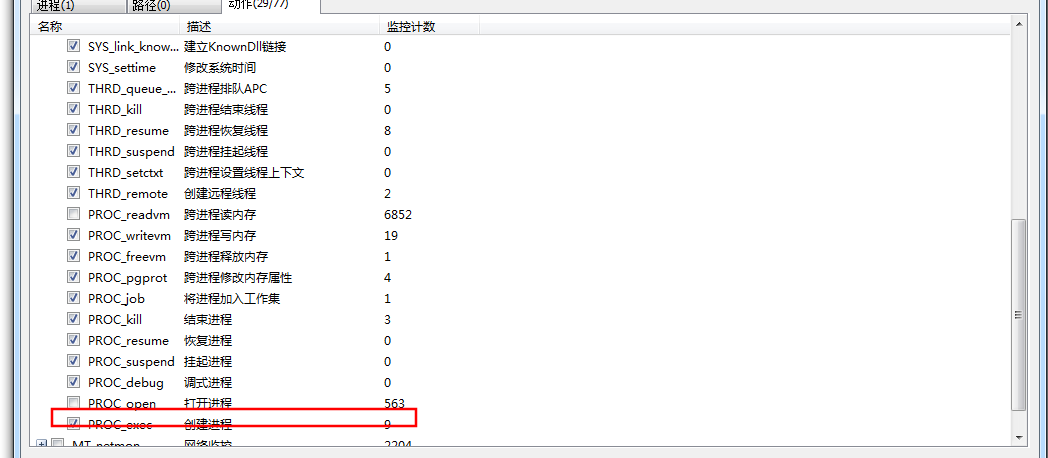 进程(1) 路径(0) 动作(29/77)
名称 描述 监控计数
SYS_link_know... 建立KnownDll链接 0
SYS_settime 修改系统时间 0
THRD_queue_... 跨进程排队APC 5
THRD_kill 跨进程结束线程 0
THRD_resume 跨进程恢复线程 8
THRD_suspend 跨进程挂起线程 0
THRD_setctxt 跨进程设置线程上下文 0
THRD_remote 创建远程线程 2
PROC_readvm 跨进程读内存 6852
PROC_writevm 跨进程写内存 19
PROC_freevm 跨进程释放内存 1
PROC_pgprot 跨进程修改内存属性 4
PROC_job 将进程加入工作集 1
PROC_kill 结束进程 3
PROC_resume 恢复进程 0
PROC_suspend 挂起进程 0
PROC_debug 调式进程 0
PROC_open 打开进程 563
PROC_exec 创建进程 9
MT_netmon 网络监控 2204